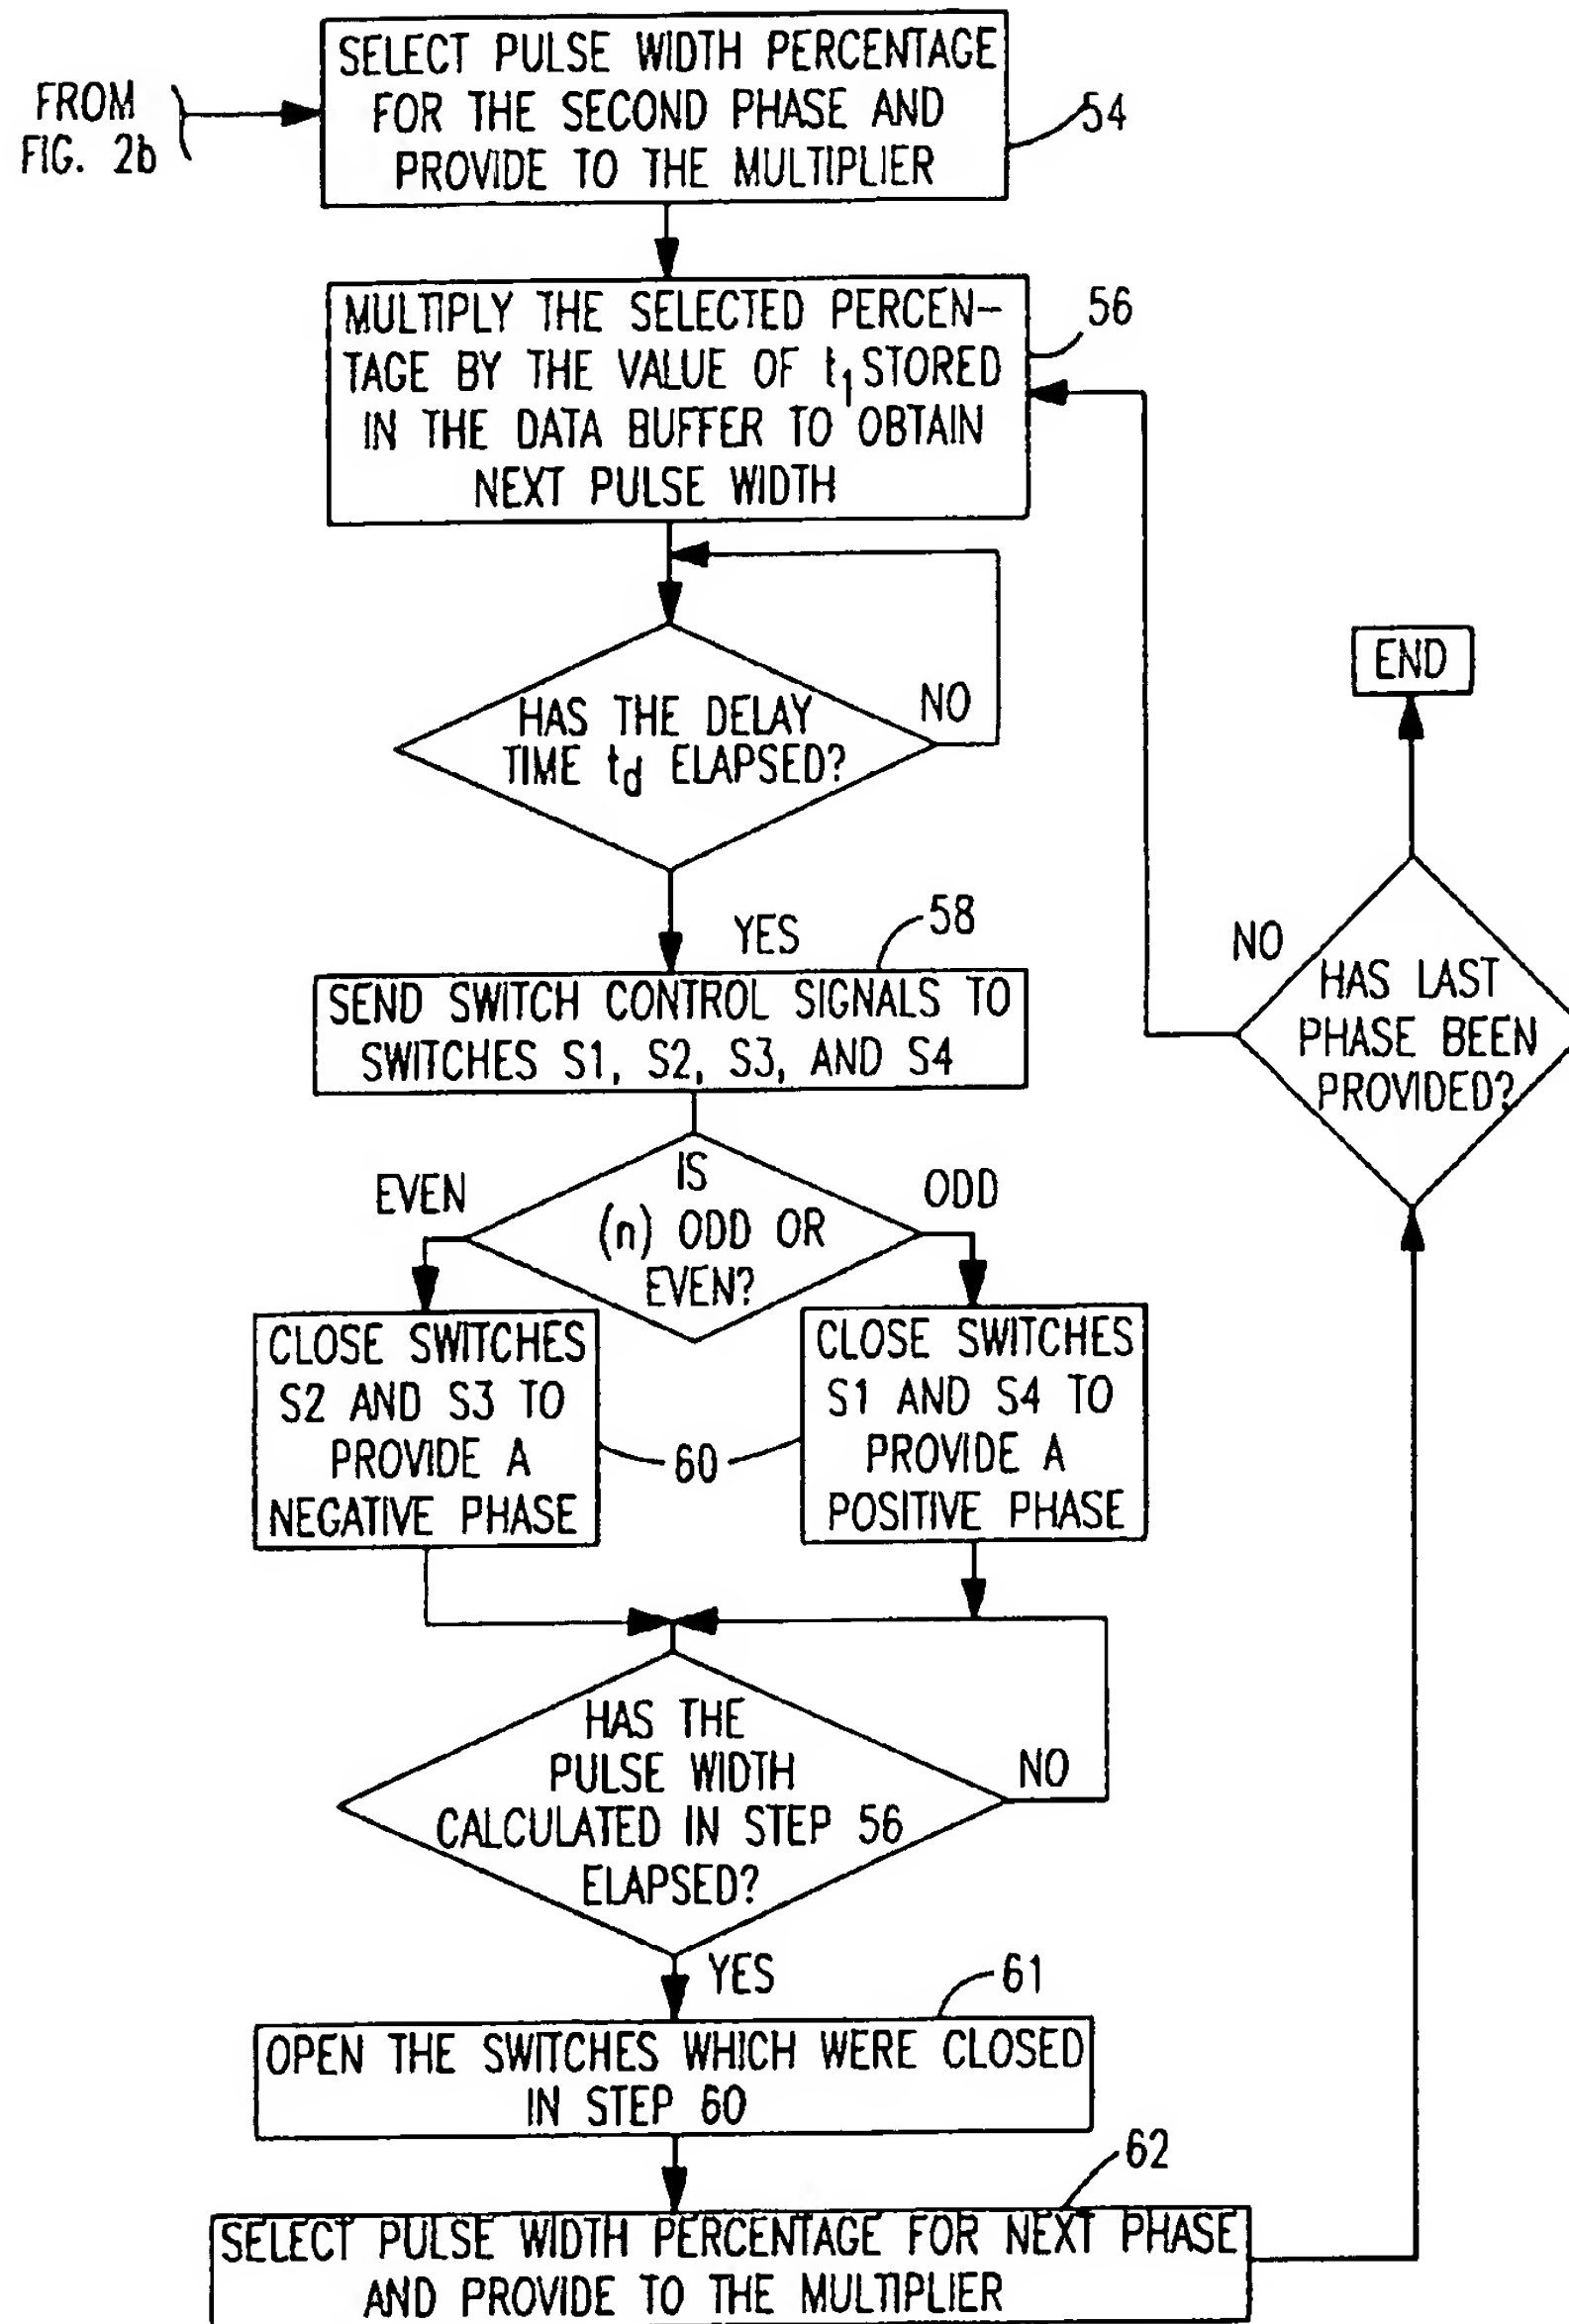 SELECT PULSE WIDTH PERCENTAGE
FOR THE SECOND PHASE AND
PROVIDE TO THE MULTIPLIER
FROM
FIG. 2b
54
MULTIPLY THE SELECTED PERCEN-
TAGE BY THE VALUE OF t1 STORED
IN THE DATA BUFFER TO OBTAIN
NEXT PULSE WIDTH
56
HAS THE DELAY
TIME td ELAPSED?
NO
YES
58
SEND SWITCH CONTROL SIGNALS TO
SWITCHES S1, S2, S3, AND S4
IS
(n) ODD OR
EVEN?
EVEN
ODD
CLOSE SWITCHES
S2 AND S3 TO
PROVIDE A
NEGATIVE PHASE
60
CLOSE SWITCHES
S1 AND S4 TO
PROVIDE A
POSITIVE PHASE
HAS THE
PULSE WIDTH
CALCULATED IN STEP 56
ELAPSED?
NO
YES
61
OPEN THE SWITCHES WHICH WERE CLOSED
IN STEP 60
62
SELECT PULSE WIDTH PERCENTAGE FOR NEXT PHASE
AND PROVIDE TO THE MULTIPLIER
HAS LAST
PHASE BEEN
PROVIDED?
NO
END